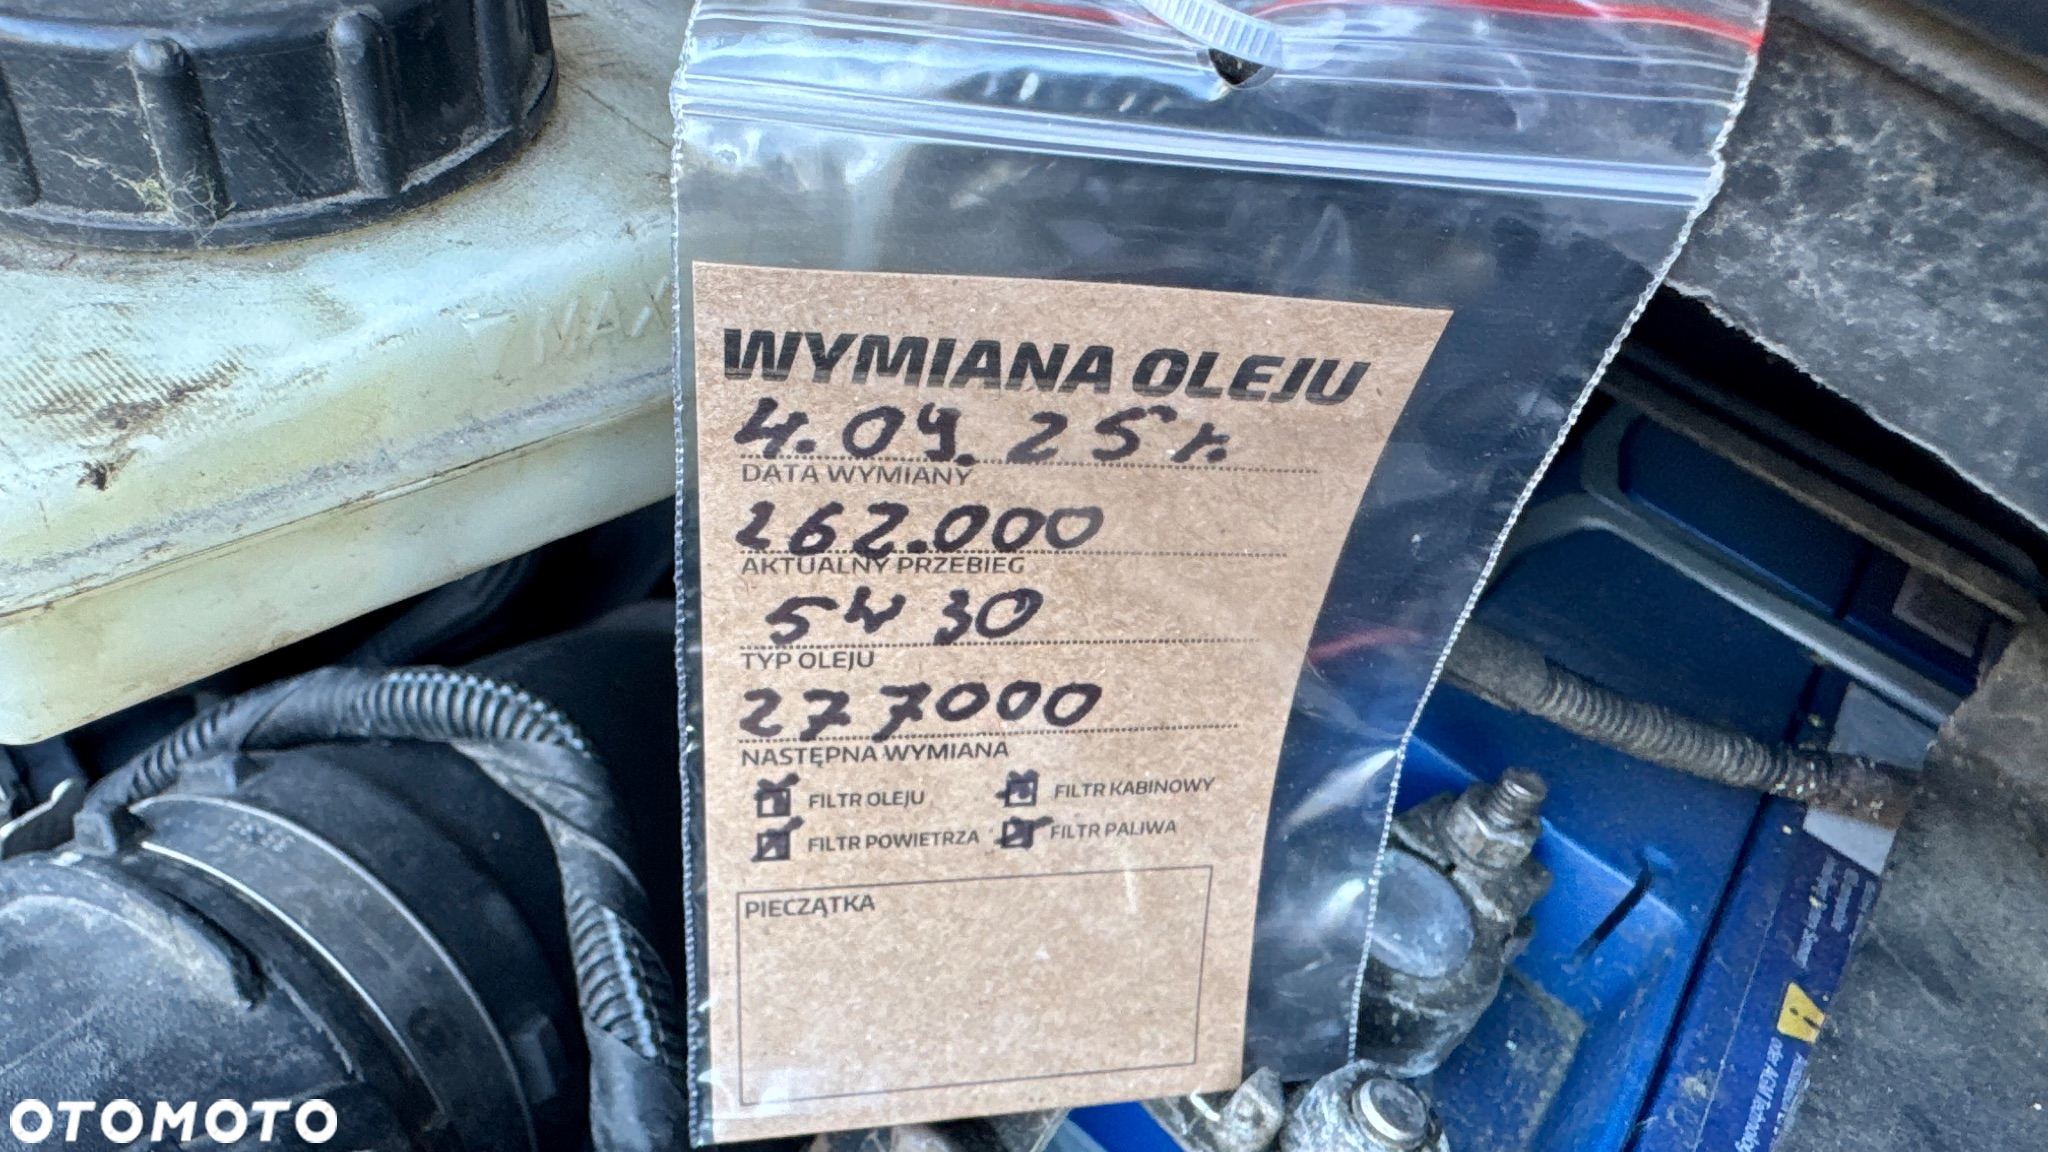 MAX
WYMIANA OLEJU
4.09.25 r.
DATA WYMIANY
262.000
AKTUALNY PRZEBIEG
5W30
TYP OLEJU
277000
NASTĘPNA WYMIANA
FILTR OLEJU FILTR KABINOWY
FILTR POWIETRZA FILTR PALIWA
PIECZĄTKA
OTOMOTO